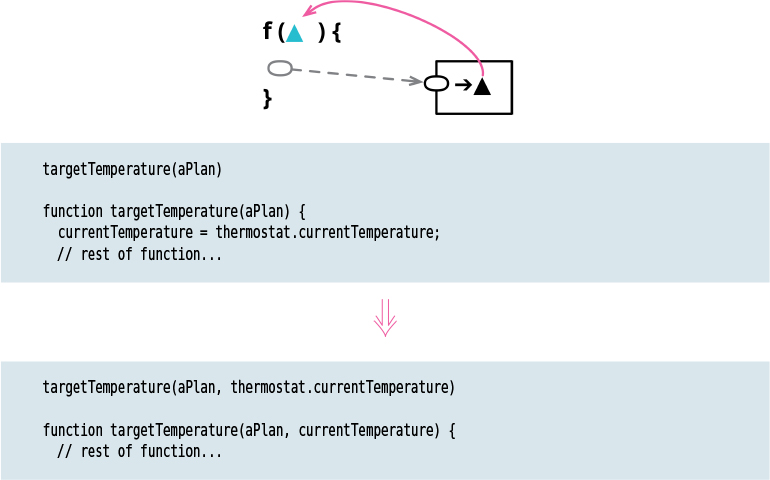 f(▲ ){
}
➔▲
targetTemperature(aPlan)
function targetTemperature(aPlan) {
  currentTemperature = thermostat.currentTemperature;
  // rest of function...
targetTemperature(aPlan, thermostat.currentTemperature)
function targetTemperature(aPlan, currentTemperature) {
  // rest of function...